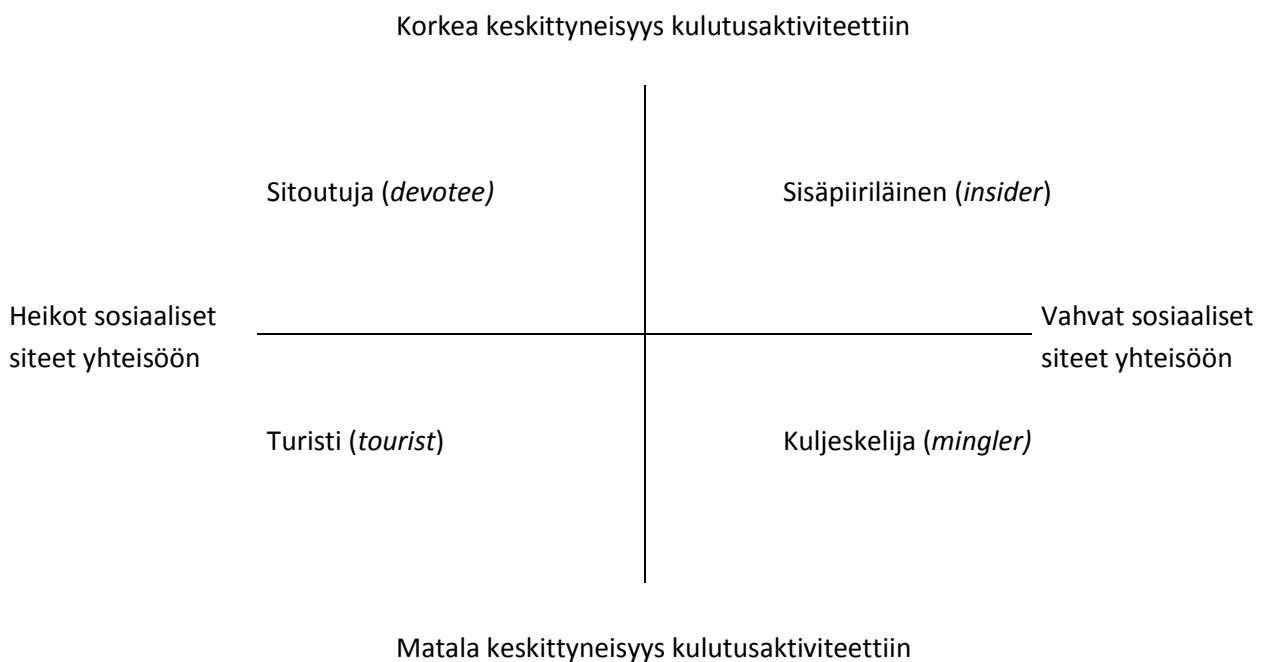 Korkea keskittyneisyys kulutusaktiviteettiin
Sitoutuja (devotee)
Sisäpiiriläinen (insider)
Heikot sosiaaliset
siteet yhteisöön
Vahvat sosiaaliset
siteet yhteisöön
Turisti (tourist)
Kuljeskelija (mingler)
Matala keskittyneisyys kulutusaktiviteettiin